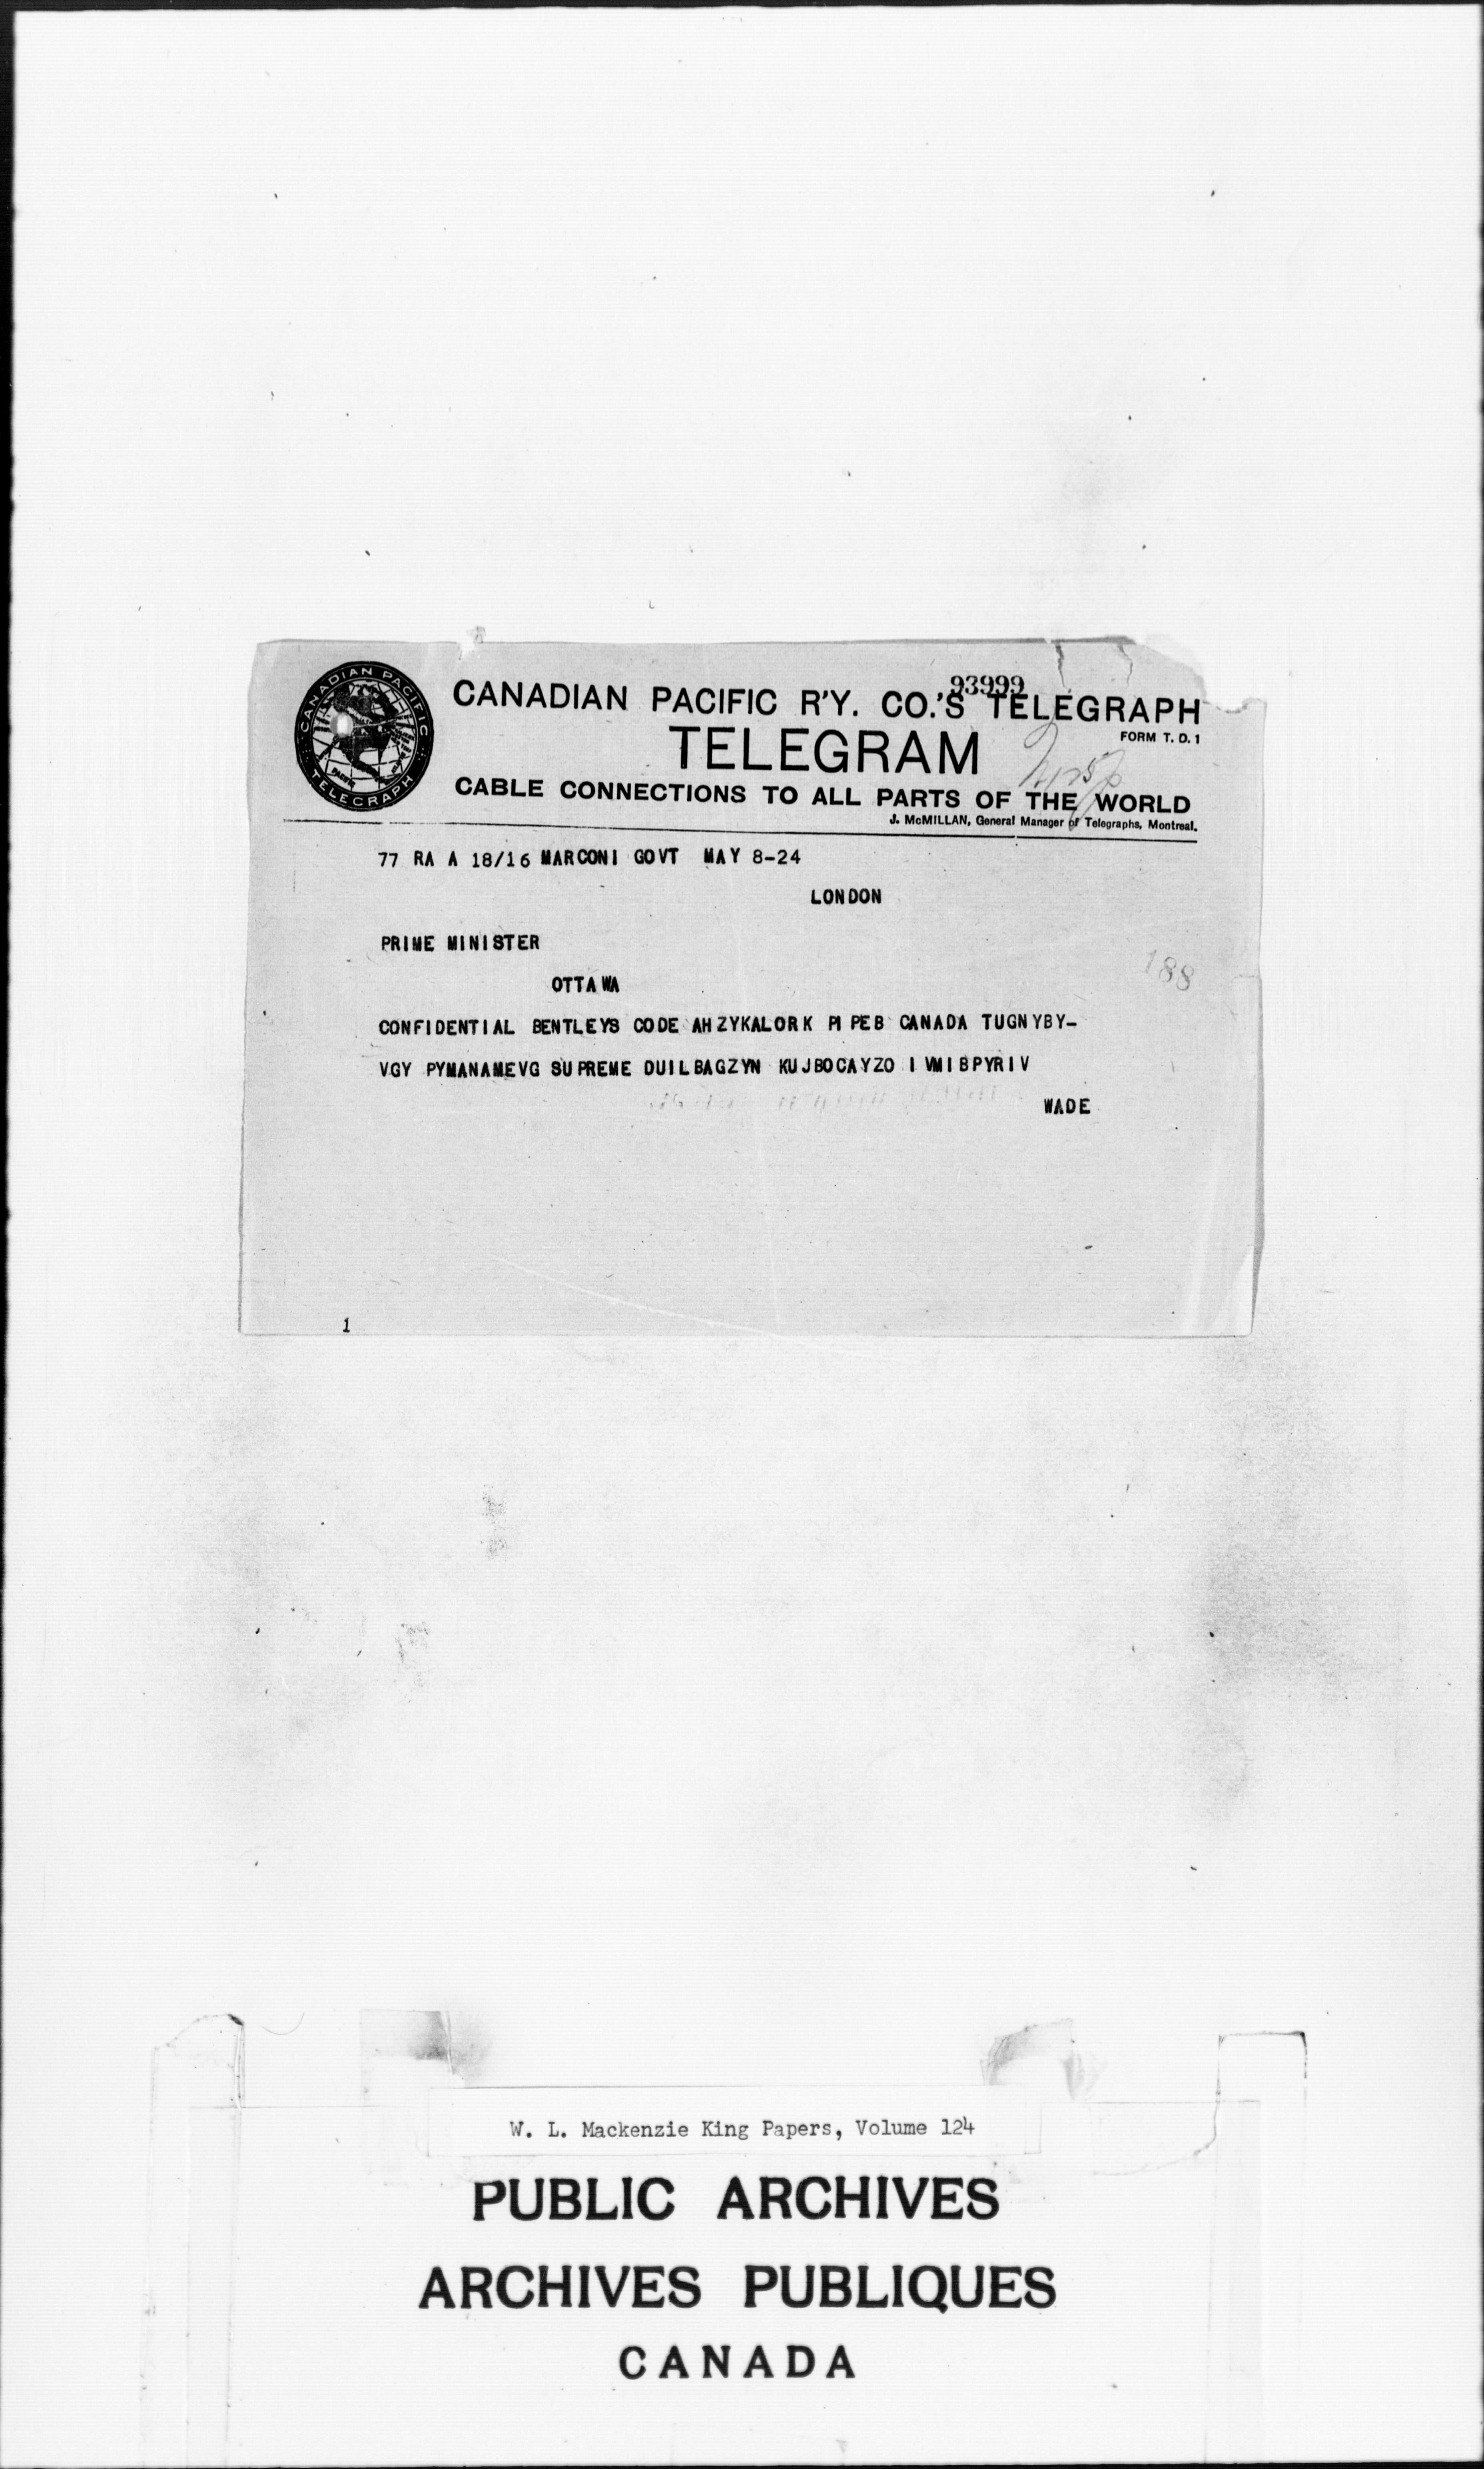 93999
CANADIAN PACIFIC R'Y. CO.'S TELEGRAPH
FORM T. D. 1
TELEGRAM
CABLE CONNECTIONS TO ALL PARTS OF THE WORLD
J. McMILLAN, General Manager of Telegraphs, Montreal.
CANADIAN PACIFIC
TELEGRAPH
77 RA A 18/16 MARCONI GOVT MAY 8-24
LONDON
PRIME MINISTER
188
OTTAWA
CONFIDENTIAL BENTLEYS CODE AHZYKALORK PIPEB CANADA TUGNYBY-
VGY PYMANAMEVG SUPREME DUILBAGZYN KUJBOCAYZO IVMIBPYRIV
WADE
1
W. L. Mackenzie King Papers, Volume 124
PUBLIC ARCHIVES
ARCHIVES PUBLIQUES
CANADA